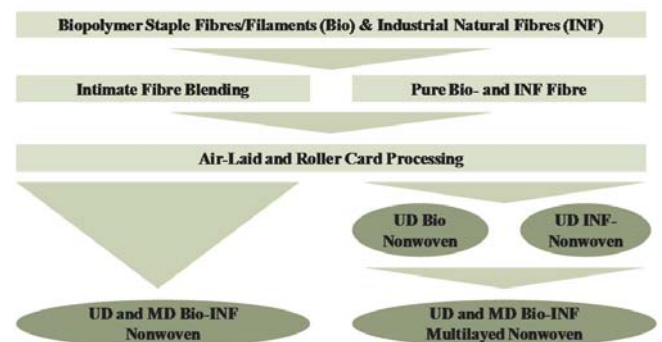 Biopolymer Staple Fibres/Filaments (Bio) & Industrial Natural Fibres (INF)
Intimate Fibre Blending
Pure Bio- and INF Fibre
Air-Laid and Roller Card Processing
UD Bio
Nonwoven
UD INF-
Nonwoven
UD and MD Bio-INF
Nonwoven
UD and MD Bio-INF
Multilayed Nonwoven